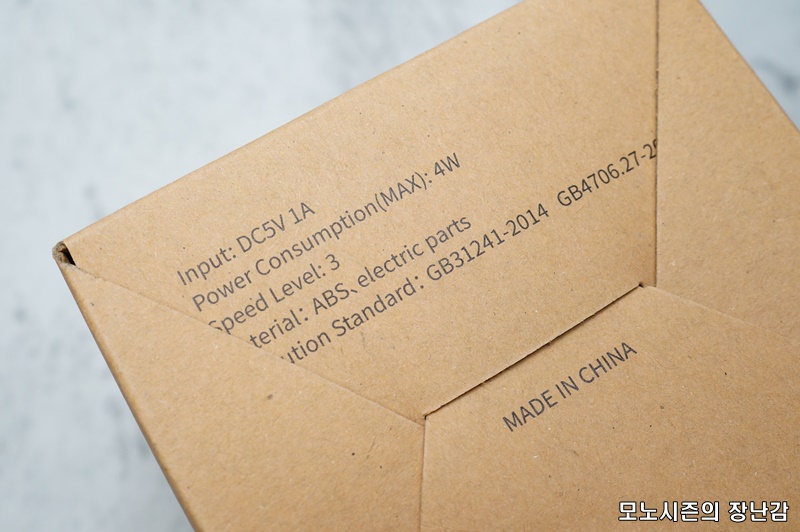 Input: DC5V 1A
Power Consumption(MAX): 4W
Speed Level: 3
terial: ABS、electric parts
ution Standard: GB31241-2014 GB4706.27-2
MADE IN CHINA
모노시즌의 장난감